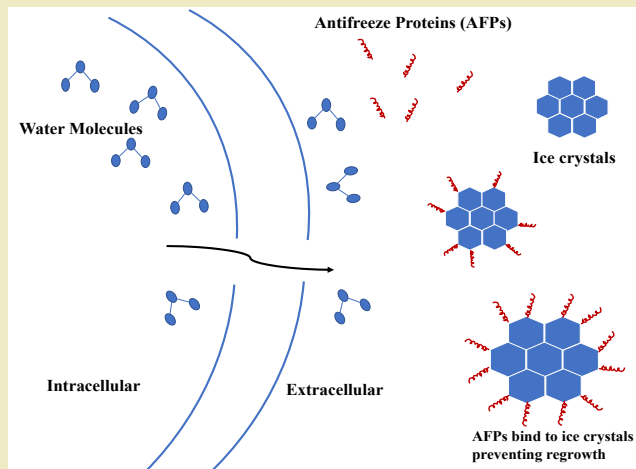 Antifreeze Proteins (AFPs)
Water Molecules
Ice crystals
Intracellular
Extracellular
AFPs bind to ice crystals
preventing regrowth